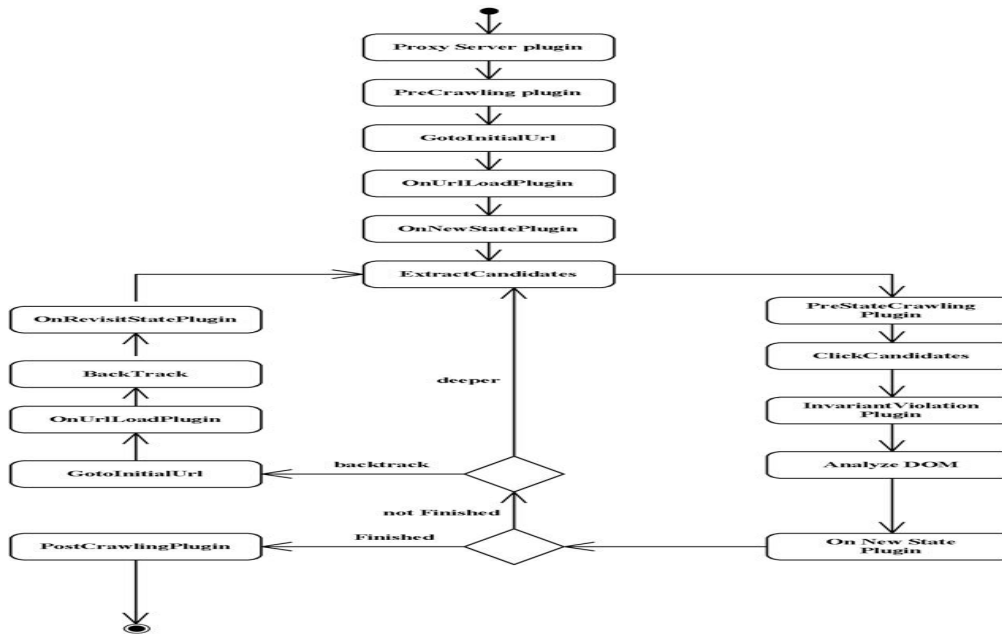 Proxy Server plugin
PreCrawling plugin
GotoInitialUrl
OnUrlLoadPlugin
OnNewStatePlugin
ExtractCandidates
OnRevisitStatePlugin
PreStateCrawling
Plugin
ClickCandidates
BackTrack
deeper
InvariantViolation
Plugin
OnUrlLoadPlugin
backtrack
GotoInitialUrl
Analyze DOM
not Finished
Finished
PostCrawlingPlugin
On New State
Plugin